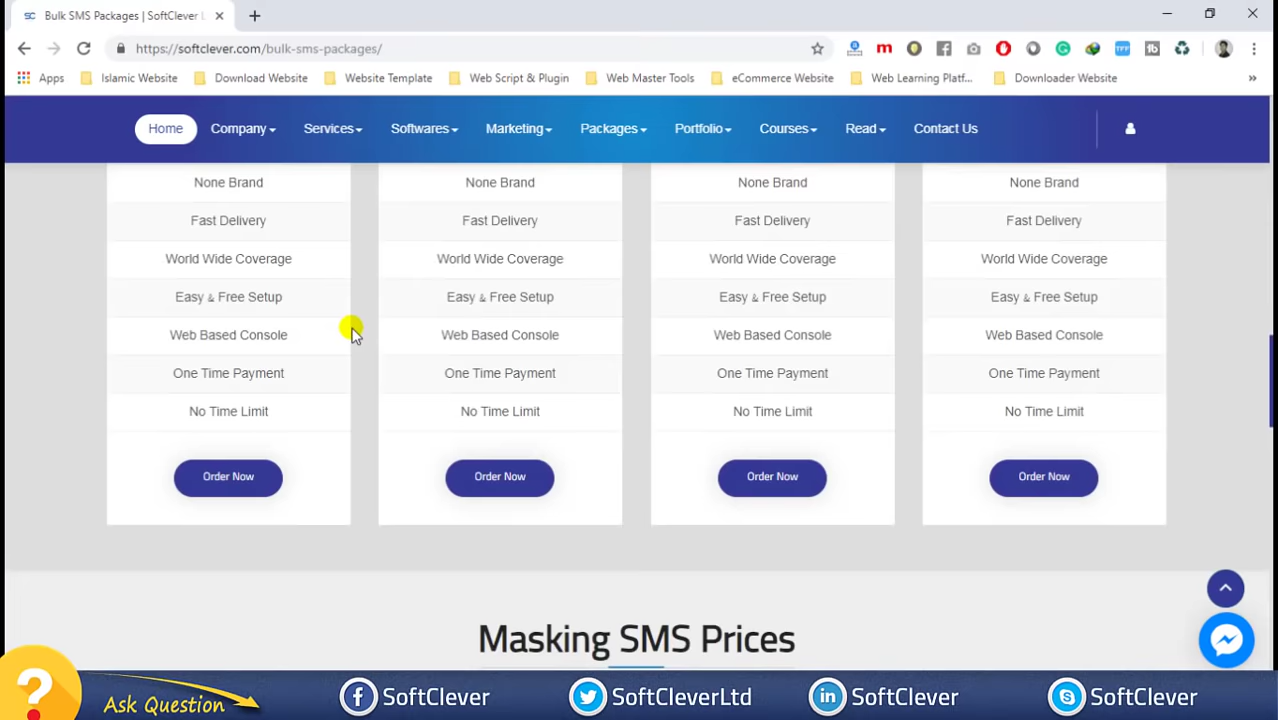 SC Bulk SMS Packages | SoftClever L
https://softclever.com/bulk-sms-packages/
Apps Islamic Website Download Website Website Template Web Script & Plugin Web Master Tools eCommerce Website Web Learning Platf... Downloader Website »
Home Company Services Softwares Marketing Packages Portfolio Courses Read Contact Us
None Brand None Brand None Brand None Brand
Fast Delivery Fast Delivery Fast Delivery Fast Delivery
World Wide Coverage World Wide Coverage World Wide Coverage World Wide Coverage
Easy & Free Setup Easy & Free Setup Easy & Free Setup Easy & Free Setup
Web Based Console Web Based Console Web Based Console Web Based Console
One Time Payment One Time Payment One Time Payment One Time Payment
No Time Limit No Time Limit No Time Limit No Time Limit
Order Now Order Now Order Now Order Now
Masking SMS Prices
? Ask Question SoftClever SoftCleverLtd SoftClever SoftClever